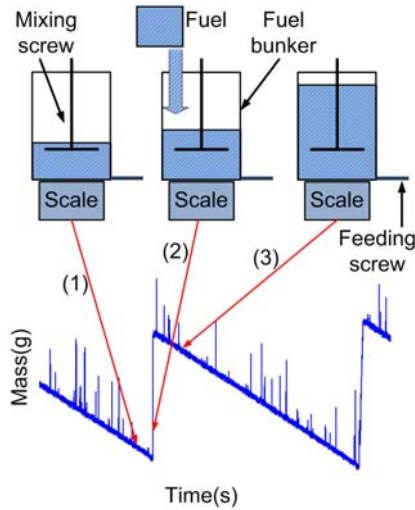 Mixing
screw
Fuel
Fuel
bunker
Scale
Scale
Scale
Feeding
screw
(1)
(2)
(3)
Mass(g)
Time(s)